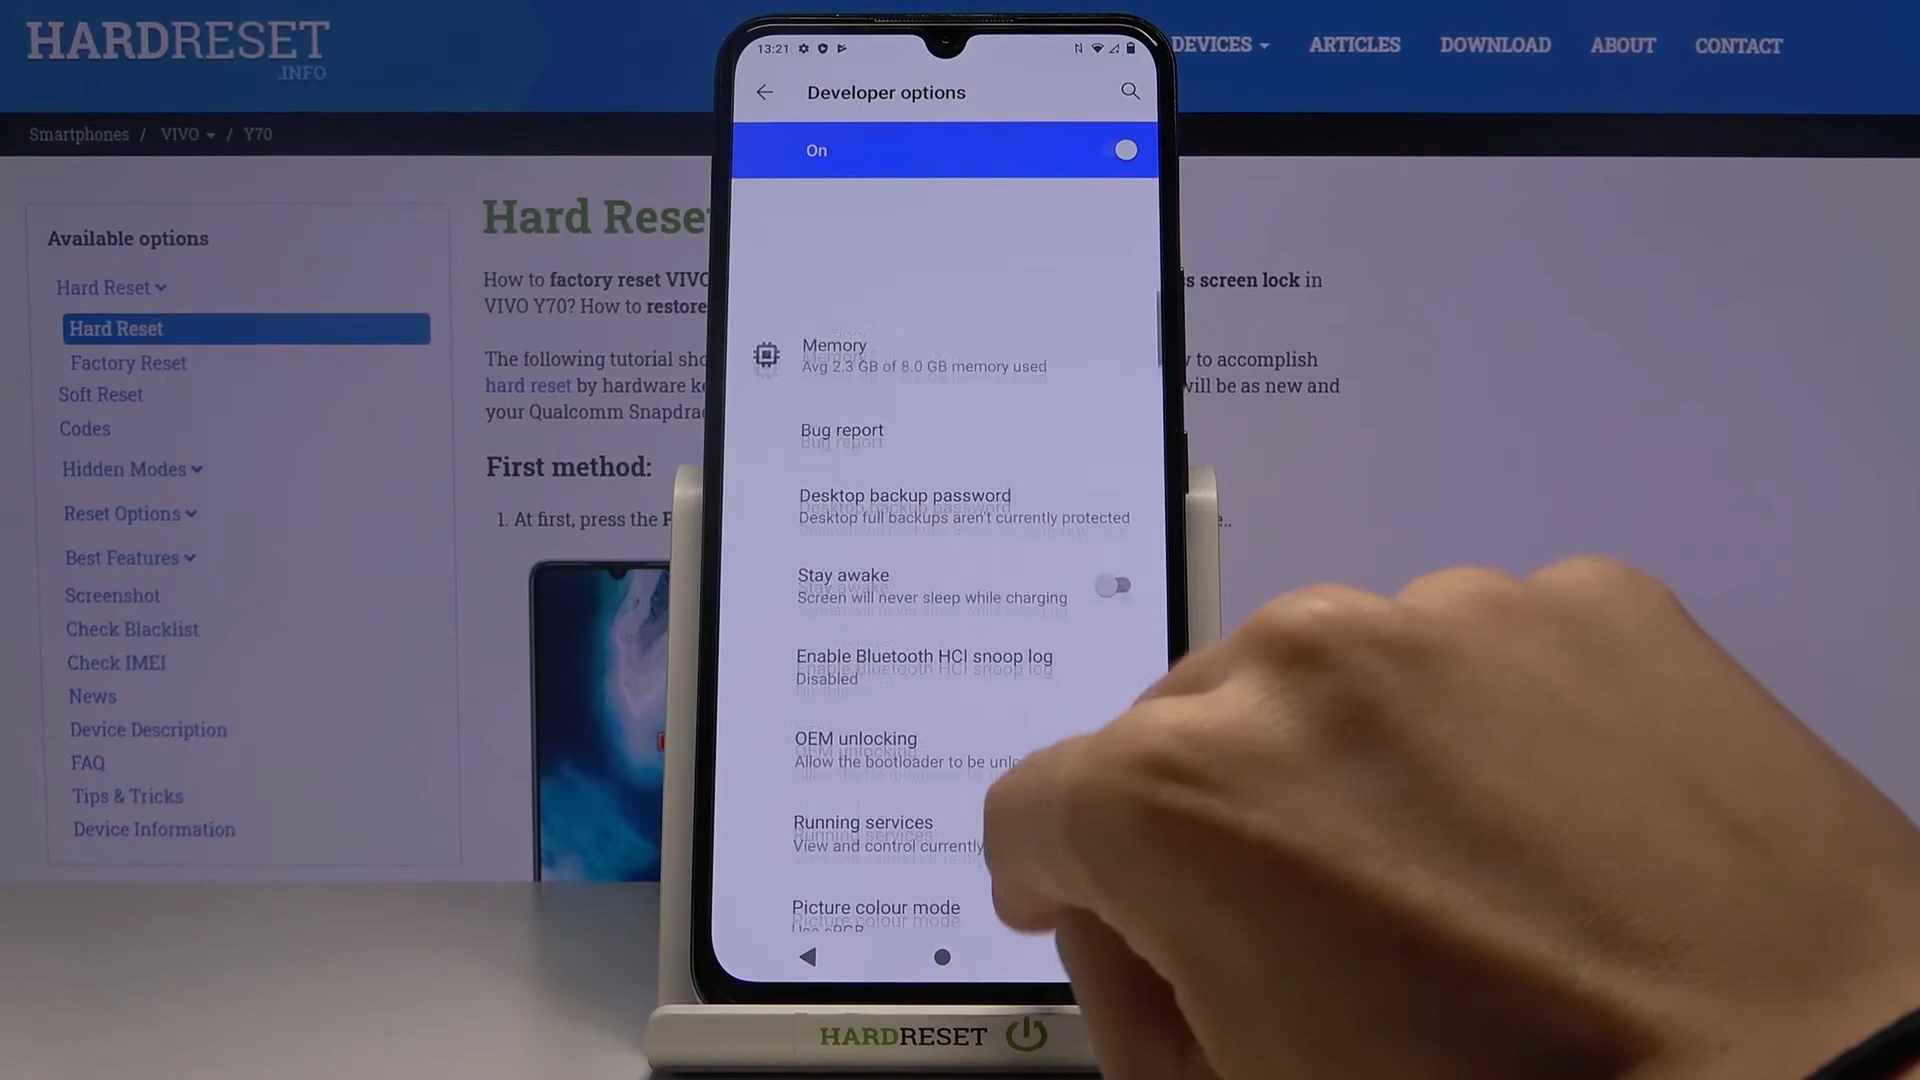 HARDRESET
.INFO
DEVICES
ARTICLES
DOWNLOAD
ABOUT
CONTACT
Smartphones / VIVO / Y70
Available options
Hard Reset
Hard Reset
Factory Reset
Soft Reset
Codes
Hidden Modes
Reset Options
Best Features
Screenshot
Check Blacklist
Check IMEI
News
Device Description
FAQ
Tips & Tricks
Device Information
Hard Rese
How to factory reset VIVO
screen lock in
VIVO Y70? How to restore
The following tutorial
to accomplish
hard reset by hardware
will be as new and
your Qualcomm
First method:
1. At first, press the
13:21
Developer options
On
Memory
Avg 2.3 GB of 8.0 GB memory used
Bug report
Desktop backup password
Desktop full backups aren't currently protected
Stay awake
Screen will never sleep while charging
Enable Bluetooth HCI snoop log
Disabled
OEM unlocking
Allow the bootloader to be
Running services
View and control currently
Picture colour mode
Use sRGB
HARDRESET